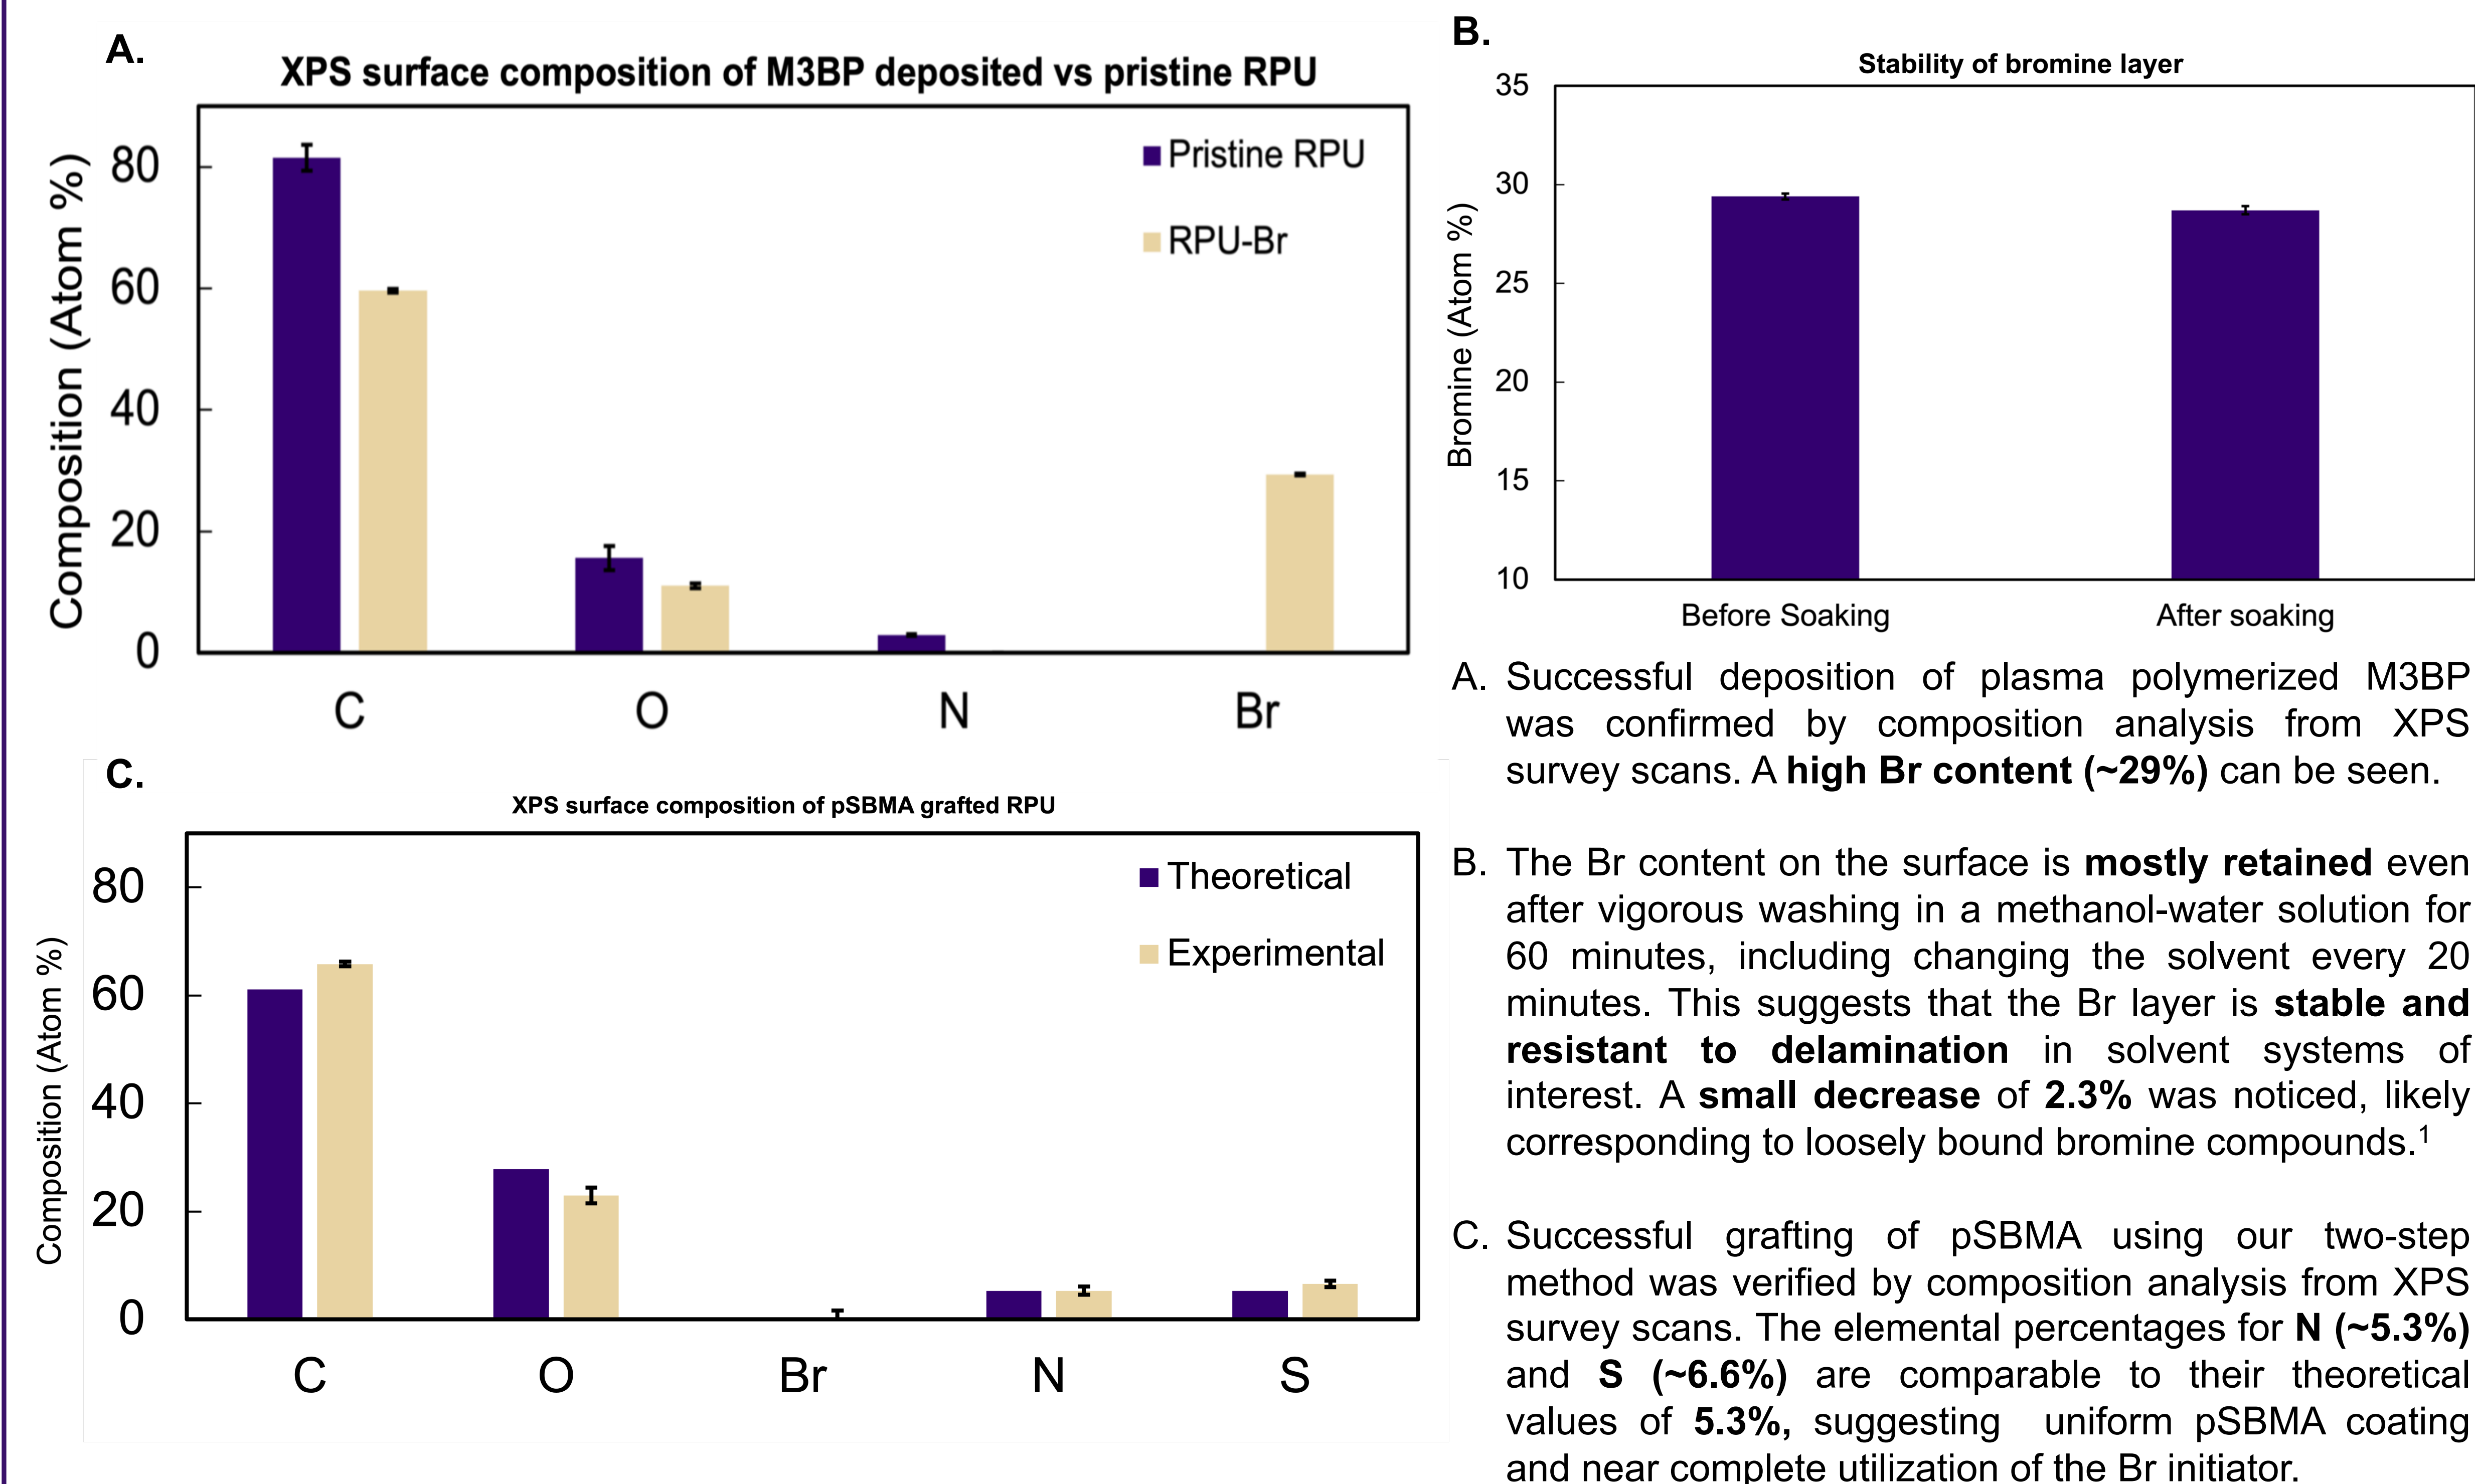 A.
XPS surface composition of M3BP deposited vs pristine RPU
Composition (Atom %)
80
60
40
20
0
Pristine RPU
RPU-Br
C
O
N
Br
B.
Stability of bromine layer
Bromine (Atom %)
35
30
25
20
15
10
Before Soaking
After soaking
C.
XPS surface composition of pSBMA grafted RPU
Composition (Atom %)
80
60
40
20
0
Theoretical
Experimental
C
O
Br
N
S
A. Successful deposition of plasma polymerized M3BP
was confirmed by composition analysis from XPS
survey scans. A high Br content (~29%) can be seen.
B. The Br content on the surface is mostly retained even
after vigorous washing in a methanol-water solution for
60 minutes, including changing the solvent every 20
minutes. This suggests that the Br layer is stable and
resistant to delamination in solvent systems of
interest. A small decrease of 2.3% was noticed, likely
corresponding to loosely bound bromine compounds.¹
C. Successful grafting of pSBMA using our two-step
method was verified by composition analysis from XPS
survey scans. The elemental percentages for N (~5.3%)
and S (~6.6%) are comparable to their theoretical
values of 5.3%, suggesting uniform pSBMA coating
and near complete utilization of the Br initiator.